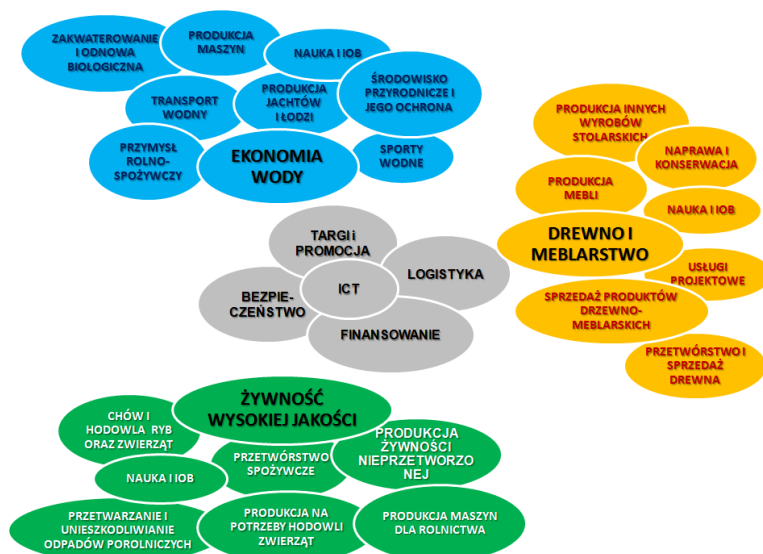 ZAKWATEROWANIE
I ODNOWA
BIOLOGICZNA
PRODUKCJA
MASZYN
NAUKA I IOB
ŚRODOWISKO
PRZYRODNICZE I
JEGO OCHRONA
TRANSPORT
WODNY
PRODUKCJA
JACHTÓW
I ŁODZI
PRZYMYSŁ
ROLNO-
SPOŻYWCZY
EKONOMIA
WODY
SPORTY
WODNE
PRODUKCJA INNYCH
WYROBÓW
STOLARSKICH
NAPRAWA I
KONSERWACJA
PRODUKCJA
MEBLI
NAUKA I IOB
DREWNO I
MEBLARSTWO
USŁUGI
PROJEKTOWE
SPRZEDAŻ PRODUKTÓW
DRZEWNO-
MEBLARSKICH
PRZETWÓRSTWO I
SPRZEDAŻ
DREWNA
TARGI i
PROMOCJA
LOGISTYKA
ICT
BEZPIE-
CZEŃSTWO
FINANSOWANIE
ŻYWNOŚĆ
WYSOKIEJ JAKOŚCI
CHÓW I
HODOWLA RYB
ORAZ ZWIERZĄT
PRZETWÓRSTWO
SPOŻYWCZE
PRODUKCJA
ŻYWNOŚCI
NIEPRZETWORZO
NEJ
NAUKA I IOB
PRZETWARZANIE I
UNIESZKODLIWIANIE
ODPADÓW POROLNICZYCH
PRODUKCJA NA
POTRZEBY HODOWLI
ZWIERZĄT
PRODUKCJA MASZYN
DLA ROLNICTWA